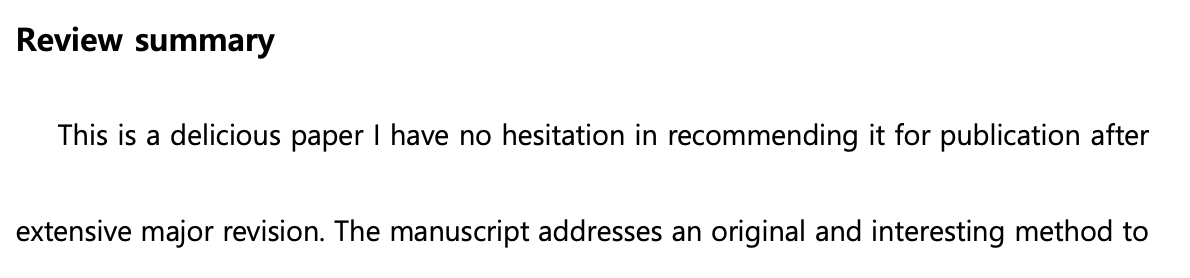 Review summary
This is a delicious paper I have no hesitation in recommending it for publication after
extensive major revision. The manuscript addresses an original and interesting method to